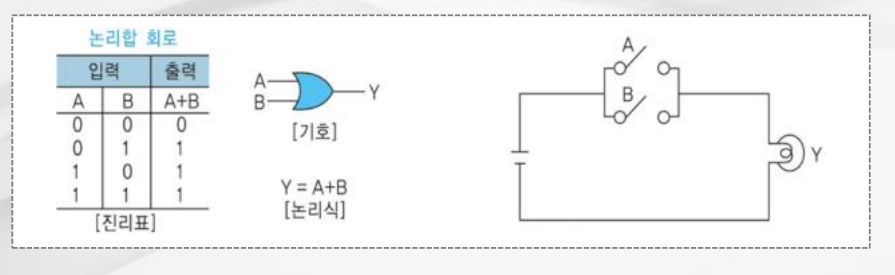 논리합 회로
입력 출력
A B A+B
0 0 0
0 1 1
1 0 1
1 1 1
[진리표]
A
B
Y
[기호]
Y = A+B
[논리식]
A
B
Y